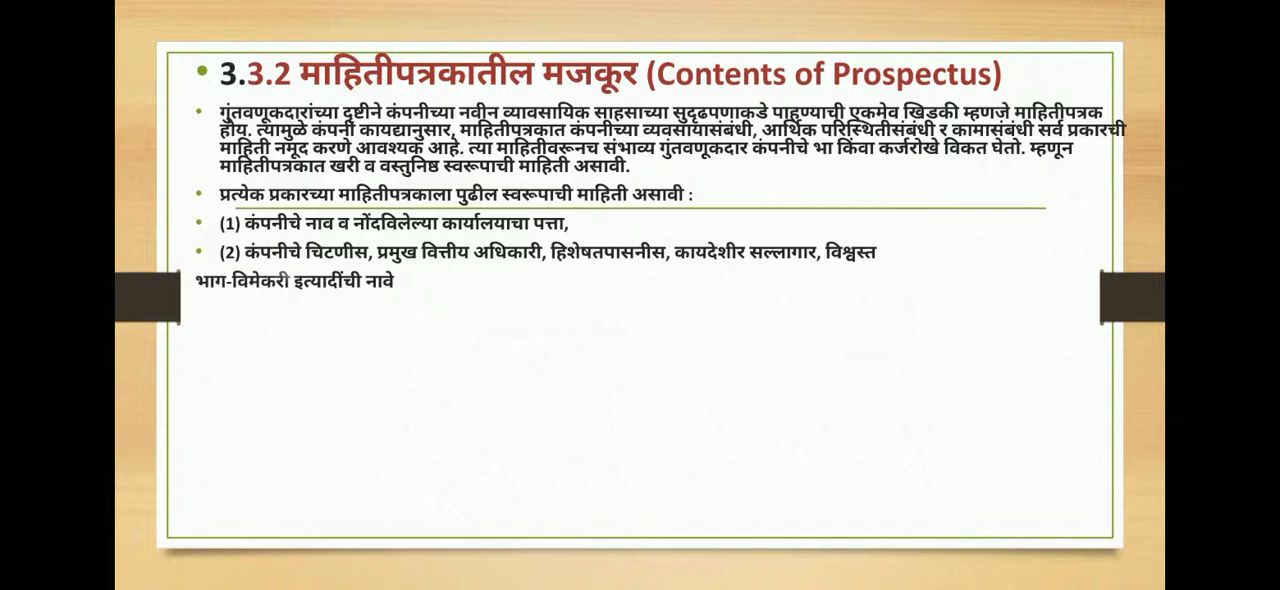 3.3.2 माहितीपत्रकातील मजकूर (Contents of Prospectus)
गुंतवणूकदारांच्या दृष्टीने कंपनीच्या नवीन व्यावसायिक साहसाच्या सुदृढपणाकडे पाहण्याची एकमेव खिडकी म्हणजे माहितीपत्रक
होय. त्यामुळे कंपनी कायद्यानुसार, माहितीपत्रकात कंपनीच्या व्यवसायासंबंधी, आर्थिक परिस्थितीसंबंधी र कामासंबंधी सर्व प्रकारची
माहिती नमूद करणे आवश्यक आहे. त्या माहितीवरूनच संभाव्य गुंतवणूकदार कंपनीचे भा किंवा कर्जरोखे विकत घेतो. म्हणून
माहितीपत्रकात खरी व वस्तुनिष्ठ स्वरूपाची माहिती असावी.
प्रत्येक प्रकारच्या माहितीपत्रकाला पुढील स्वरूपाची माहिती असावी :
(1) कंपनीचे नाव व नोंदविलेल्या कार्यालयाचा पत्ता,
(2) कंपनीचे चिटणीस, प्रमुख वित्तीय अधिकारी, हिशेषतपासनीस, कायदेशीर सल्लागार, विश्वस्त
भाग-विमेकरी इत्यादींची नावे